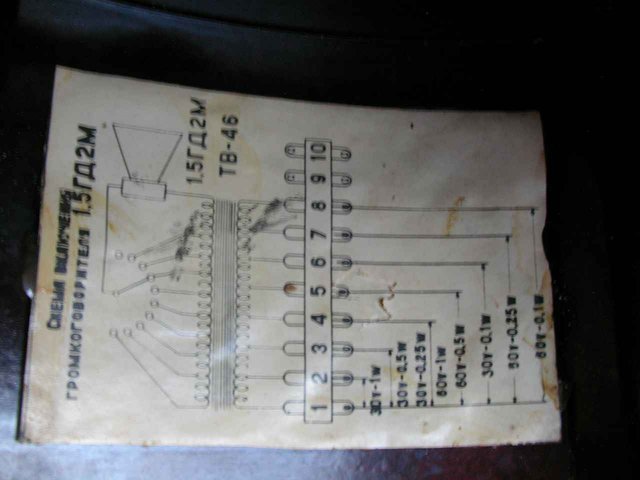 СХЕМА ВКЛЮЧЕНИЯ
ГРОМКОГОВОРИТЕЛЯ 1.5ГД2М
1.5ГД2М
ТВ-46
1 2 3 4 5 6 7 8 9 10
30V-1W
30V-0.5W
30V-0.25W
60V-1W
60V-0.5W
30V-0.1W
60V-0.25W
60V-0.1W